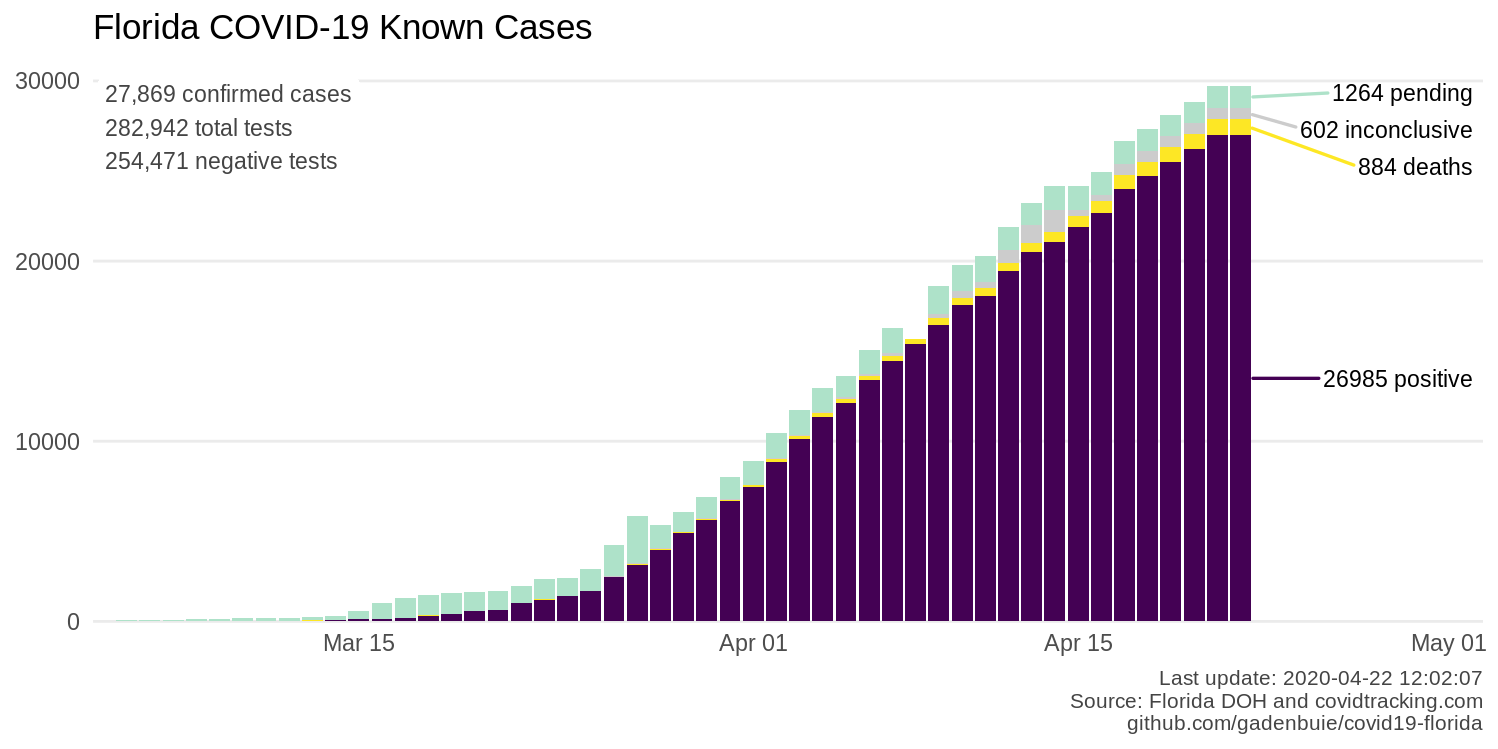 Florida COVID-19 Known Cases
30000
27,869 confirmed cases
282,942 total tests
254,471 negative tests
1264 pending
602 inconclusive
884 deaths
20000
26985 positive
10000
0
Mar 15
Apr 01
Apr 15
May 01
Last update: 2020-04-22 12:02:07
Source: Florida DOH and covidtracking.com
github.com/gadenbuie/covid19-florida